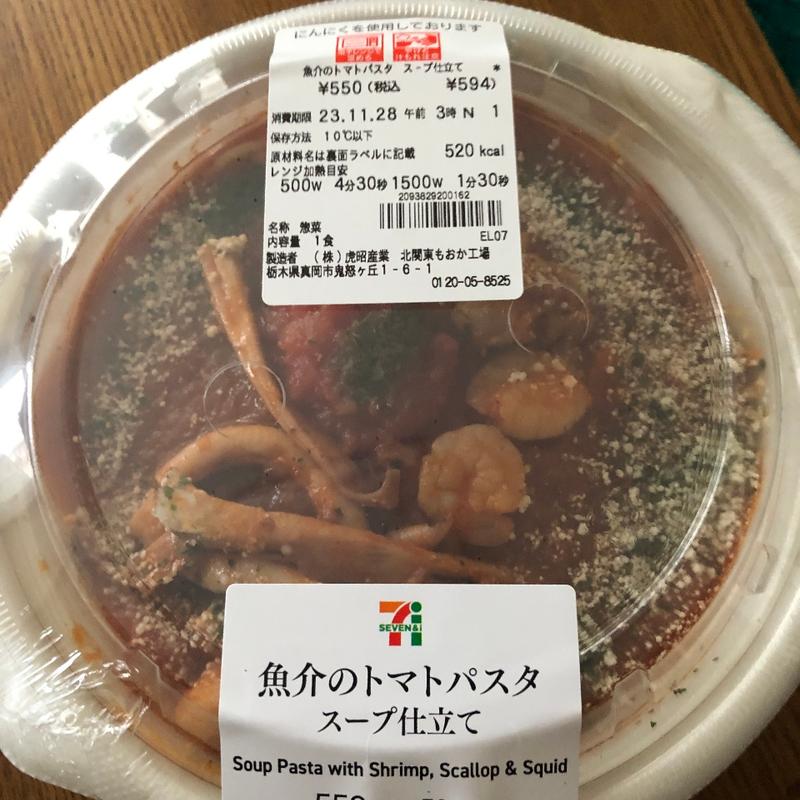 にんにくを使用しております
魚介のトマトパスタ スープ仕立て *
¥550(税込 ¥594)
消費期限 23.11.28 午前 3時 N 1
保存方法 10℃以下
原材料名は裏面ラベルに記載 520 kcal
レンジ加熱目安
500w 4分30秒 1500w 1分30秒
2093829200162
名称 惣菜
内容量 1食 EL07
製造者 (株)虎昭産業 北関東もおか工場
栃木県真岡市鬼怒ヶ丘1-6-1
0120-05-8525
SEVEN&i
魚介のトマトパスタ
スープ仕立て
Soup Pasta with Shrimp, Scallop & Squid